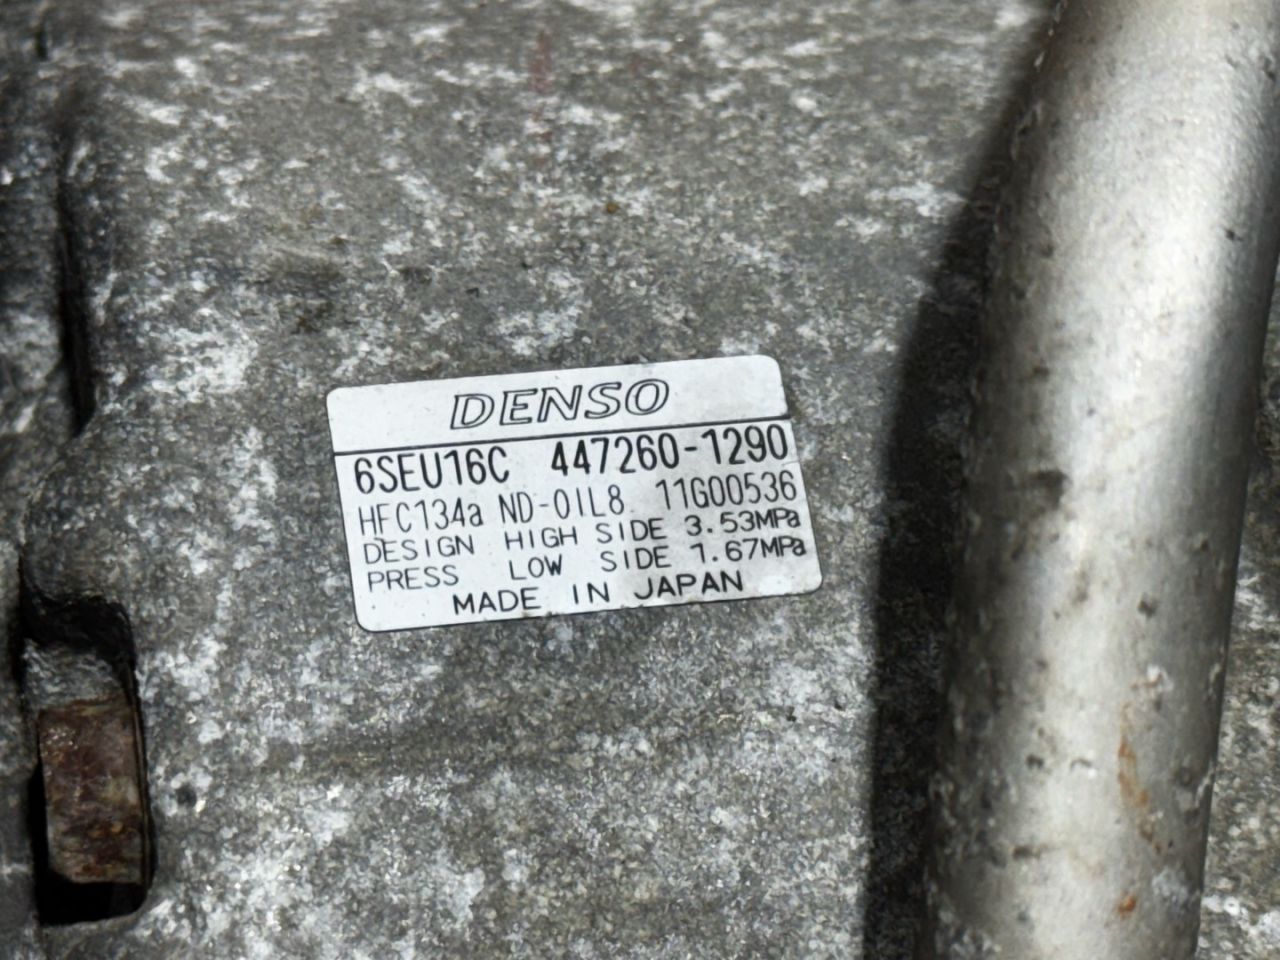 DENSO
6SEU16C 447260-1290
HFC134a ND-OIL8 11G00536
DESIGN HIGH SIDE 3.53MPa
PRESS LOW SIDE 1.67MPa
MADE IN JAPAN